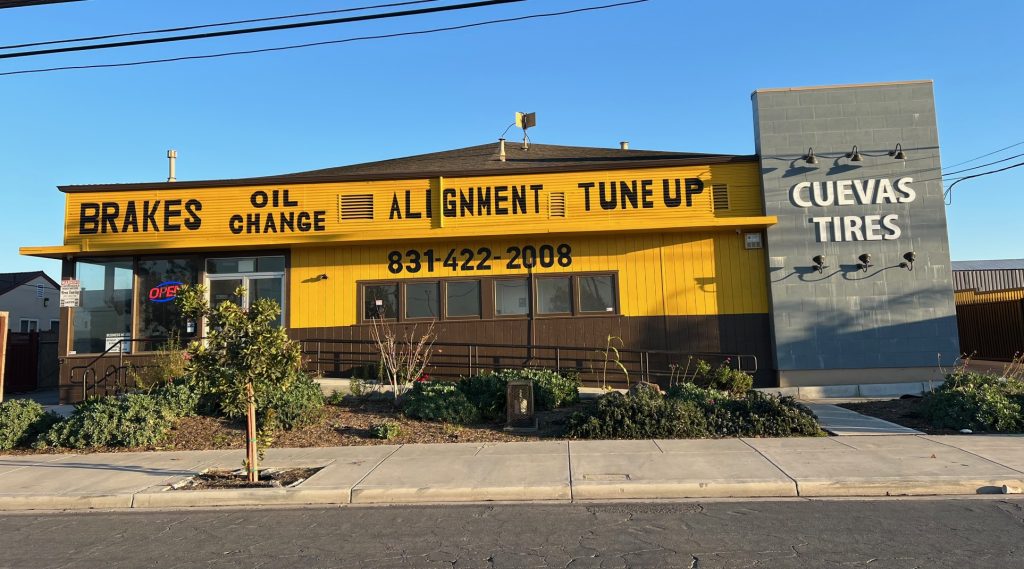 BRAKES
OIL
CHANGE
ALIGNMENT
TUNE UP
831-422-2008
CUEVAS
TIRES
OPEN